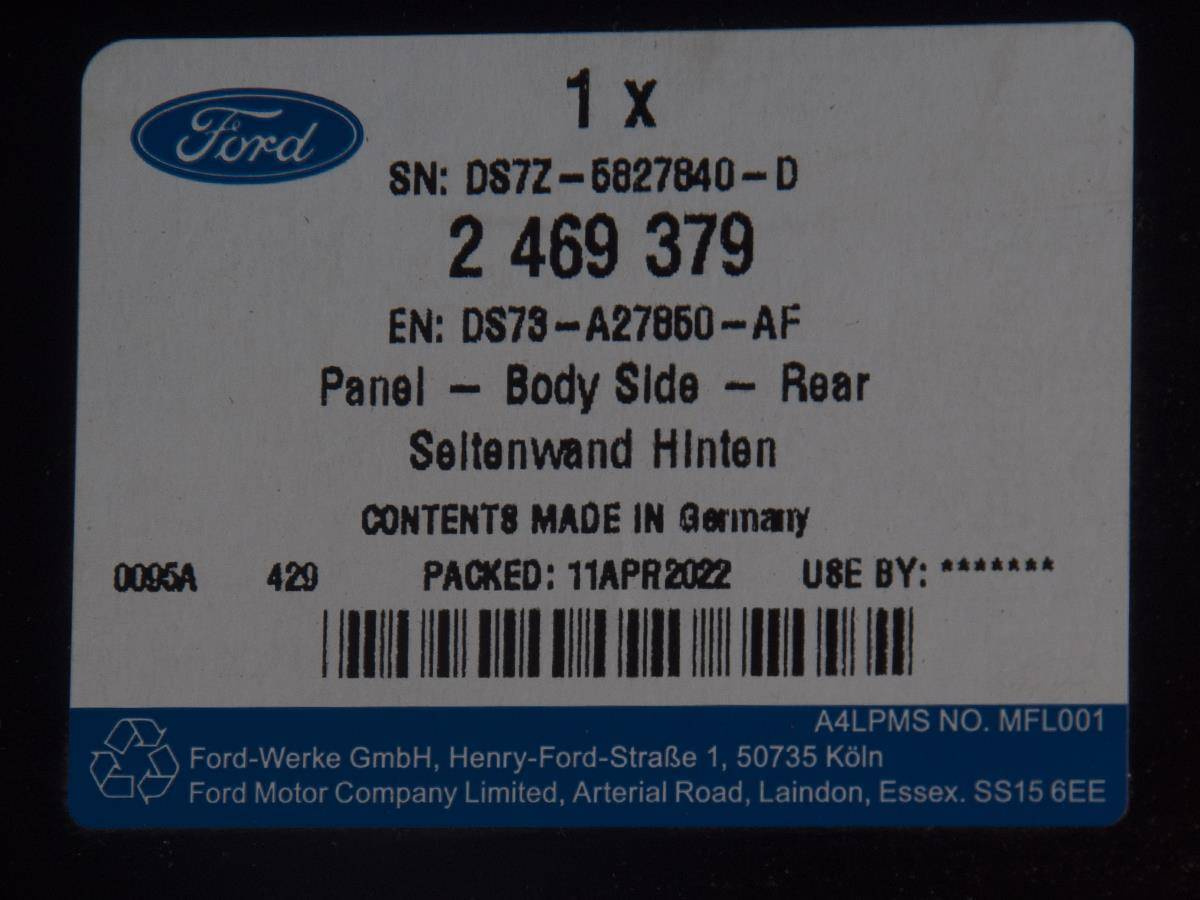 Ford
1 x
SN: DS7Z-5827840-D
2 469 379
EN: DS73-A27850-AF
Panel - Body Side - Rear
Seitenwand Hinten
CONTENTS MADE IN Germany
0095A 429 PACKED: 11APR2022 USE BY: *******
A4LPMS NO. MFL001
Ford-Werke GmbH, Henry-Ford-Straße 1, 50735 Köln
Ford Motor Company Limited, Arterial Road, Laindon, Essex. SS15 6EE